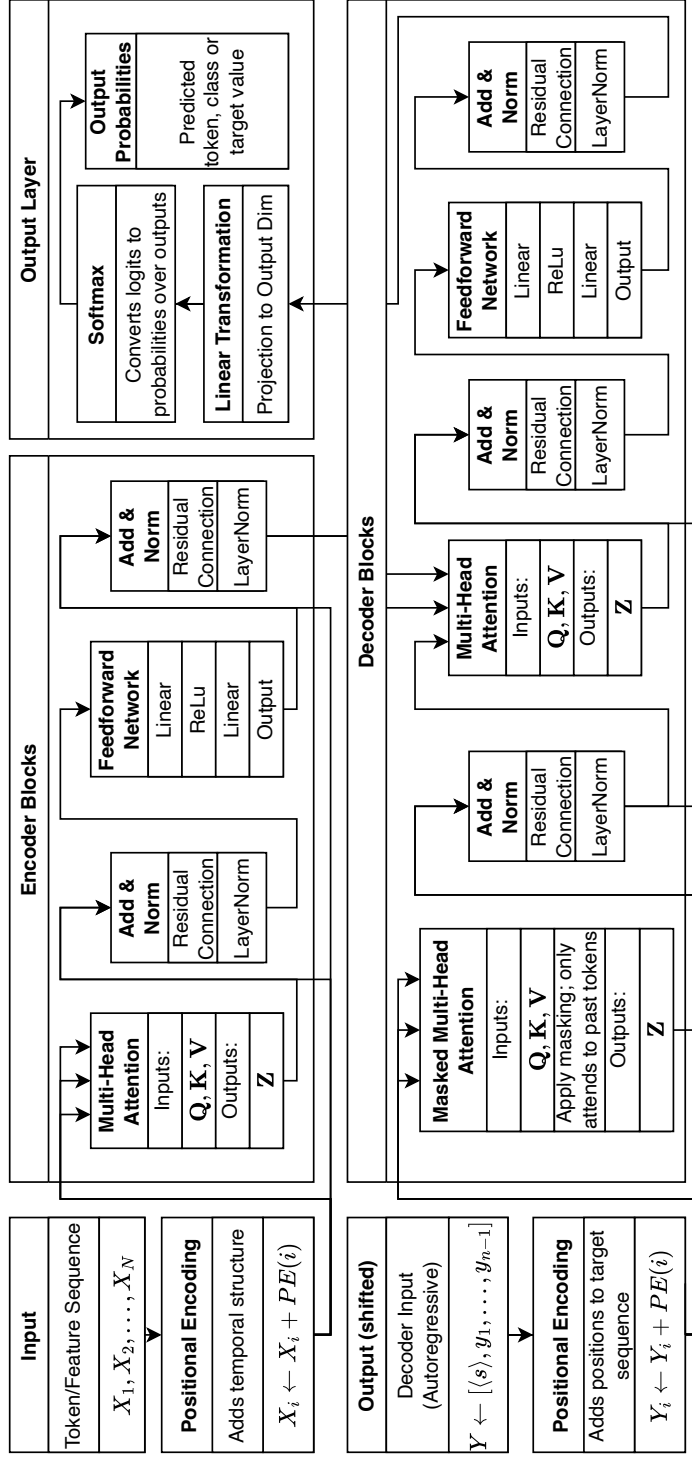 Input
Token/Feature Sequence
X₁, X₂, . . . , X_N
Positional Encoding
Adds temporal structure
X_i ← X_i + PE(i)
Encoder Blocks
Multi-Head
Attention
Inputs:
Q, K, V
Outputs:
Z
Add &
Norm
Residual
Connection
LayerNorm
Feedforward
Network
Linear
ReLu
Linear
Output
Add &
Norm
Residual
Connection
LayerNorm
Output Layer
Softmax
Converts logits to
probabilities over outputs
Linear Transformation
Projection to Output Dim
Output
Probabilities
Predicted
token, class or
target value
Output (shifted)
Decoder Input
(Autoregressive)
Y ← [⟨s⟩, y₁, . . . , y_{n−1}]
Positional Encoding
Adds positions to target
sequence
Y_i ← Y_i + PE(i)
Decoder Blocks
Masked Multi-Head
Attention
Inputs:
Q, K, V
Apply masking; only
attends to past tokens
Outputs:
Z
Add &
Norm
Residual
Connection
LayerNorm
Multi-Head
Attention
Inputs:
Q, K, V
Outputs:
Z
Add &
Norm
Residual
Connection
LayerNorm
Feedforward
Network
Linear
ReLu
Linear
Output
Add &
Norm
Residual
Connection
LayerNorm